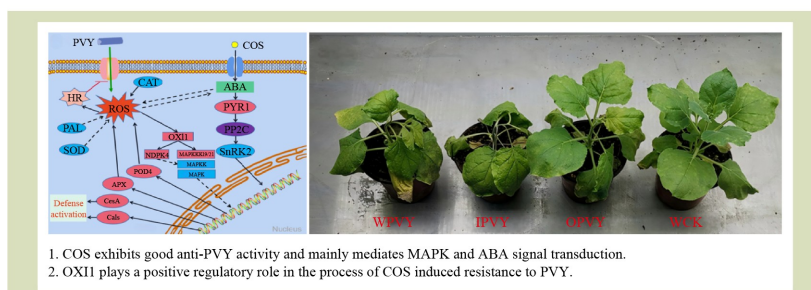 PVY
COS
CAT
ABA
HR
ROS
PYR1
PAL
OXI1
PP2C
SOD
NDPK4
SnRK2
MAPKK
MAPK
POD4
APX
CesA
Defense
activation
Cals
Nucleus
WPVY
IPVY
OPVY
WCK
1. COS exhibits good anti-PVY activity and mainly mediates MAPK and ABA signal transduction.
2. OXI1 plays a positive regulatory role in the process of COS induced resistance to PVY.